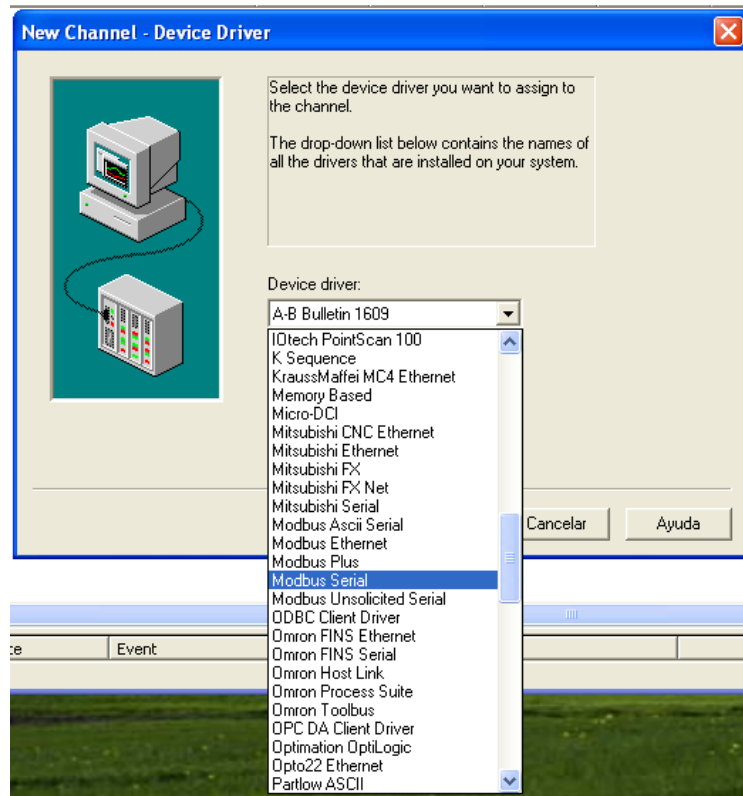 New Channel - Device Driver
Select the device driver you want to assign to
the channel.
The drop-down list below contains the names of
all the drivers that are installed on your system.
Device driver:
A-B Bulletin 1609
IOtech PointScan 100
K Sequence
KraussMaffei MC4 Ethernet
Memory Based
Micro-DCI
Mitsubishi CNC Ethernet
Mitsubishi Ethernet
Mitsubishi FX
Mitsubishi FX Net
Mitsubishi Serial
Modbus Ascii Serial
Modbus Ethernet
Modbus Plus
Modbus Serial
Modbus Unsolicited Serial
ODBC Client Driver
Omron FINS Ethernet
Omron FINS Serial
Omron Host Link
Omron Process Suite
Omron Toolbus
OPC DA Client Driver
Optimation OptiLogic
Opto22 Ethernet
Partlow ASCII
Cancelar
Ayuda
Event